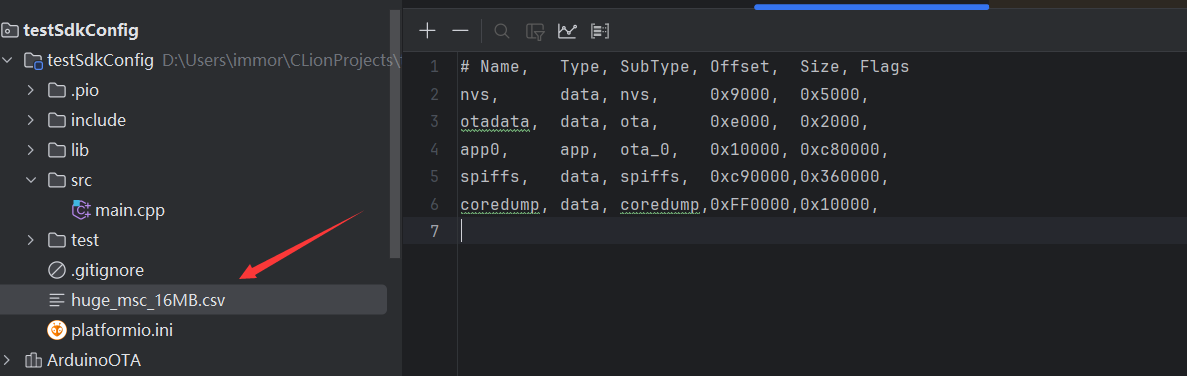 testSdkConfig
testSdkConfig D:\Users\immor\CLionProjects\
.pio
include
lib
src
main.cpp
test
.gitignore
huge_msc_16MB.csv
platformio.ini
ArduinoOTA
1 # Name,   Type, SubType, Offset,  Size, Flags
2 nvs,      data, nvs,     0x9000,  0x5000,
3 otadata,  data, ota,     0xe000,  0x2000,
4 app0,     app,  ota_0,   0x10000, 0xc80000,
5 spiffs,   data, spiffs,  0xc90000,0x360000,
6 coredump, data, coredump,0xFF0000,0x10000,
7